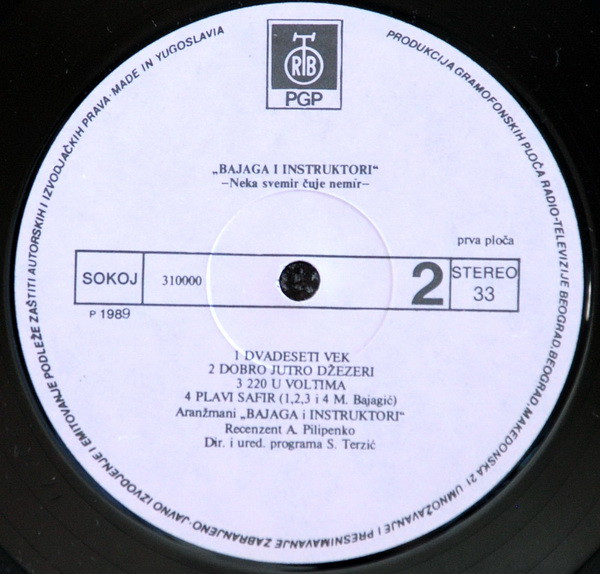 RTB
PGP
PRODUKCIJA GRAMOFONSKIH PLOČA RADIO-TELEVIZIJE BEOGRAD, BEOGRAD, MAKEDONSKA 21 UMNOŽAVANJE I PRESNIMAVANJE ZABRANJENO-JAVNO IZVODJENJE I EMITOVANJE PODLEŽE ZAŠTITI AUTORSKIH I IZVODJAČKIH PRAVA-MADE IN YUGOSLAVIA
„BAJAGA I INSTRUKTORI“
–Neka svemir čuje nemir–
prva ploča
SOKOJ 310000 2 STEREO
33
P 1989
1 DVADESETI VEK
2 DOBRO JUTRO DŽEZERI
3 220 U VOLTIMA
4 PLAVI SAFIR (1,2,3 i 4 M. Bajagić)
Aranžmani „BAJAGA i INSTRUKTORI“
Recenzent A. Pilipenko
Dir. i ured. programa S. Terzić